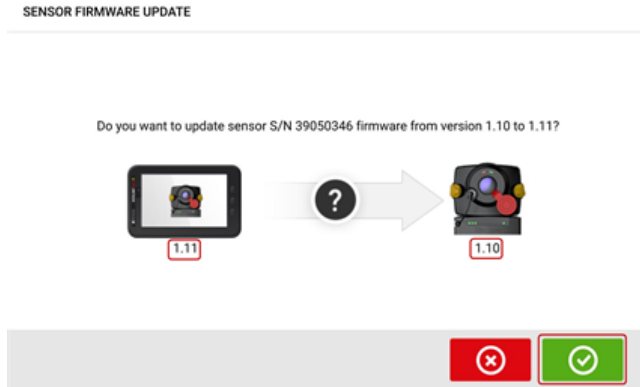 SENSOR FIRMWARE UPDATE
Do you want to update sensor S/N 39050346 firmware from version 1.10 to 1.11?
?
1.11
1.10